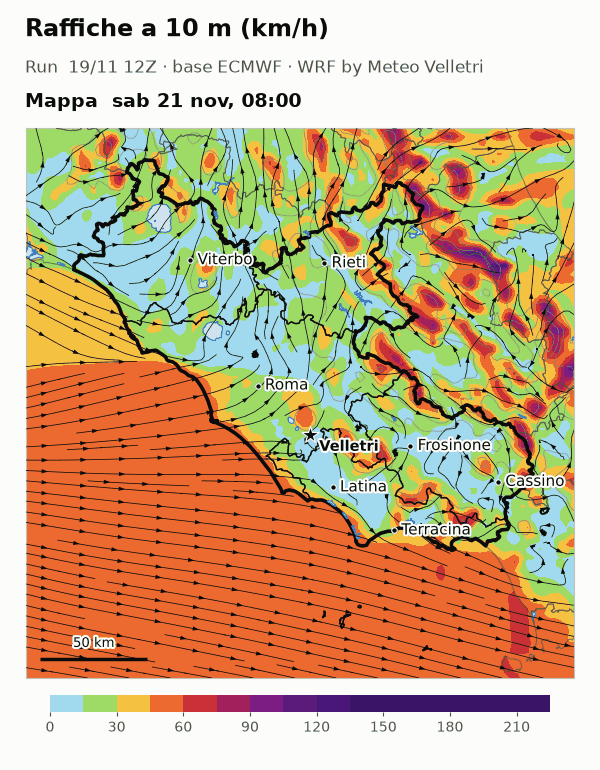 Raffiche a 10 m (km/h)
Run  19/11 12Z · base ECMWF · WRF by Meteo Velletri
Mappa  sab 21 nov, 08:00
Viterbo
Rieti
Roma
Velletri
Frosinone
Cassino
Latina
Terracina
50 km
0 30 60 90 120 150 180 210